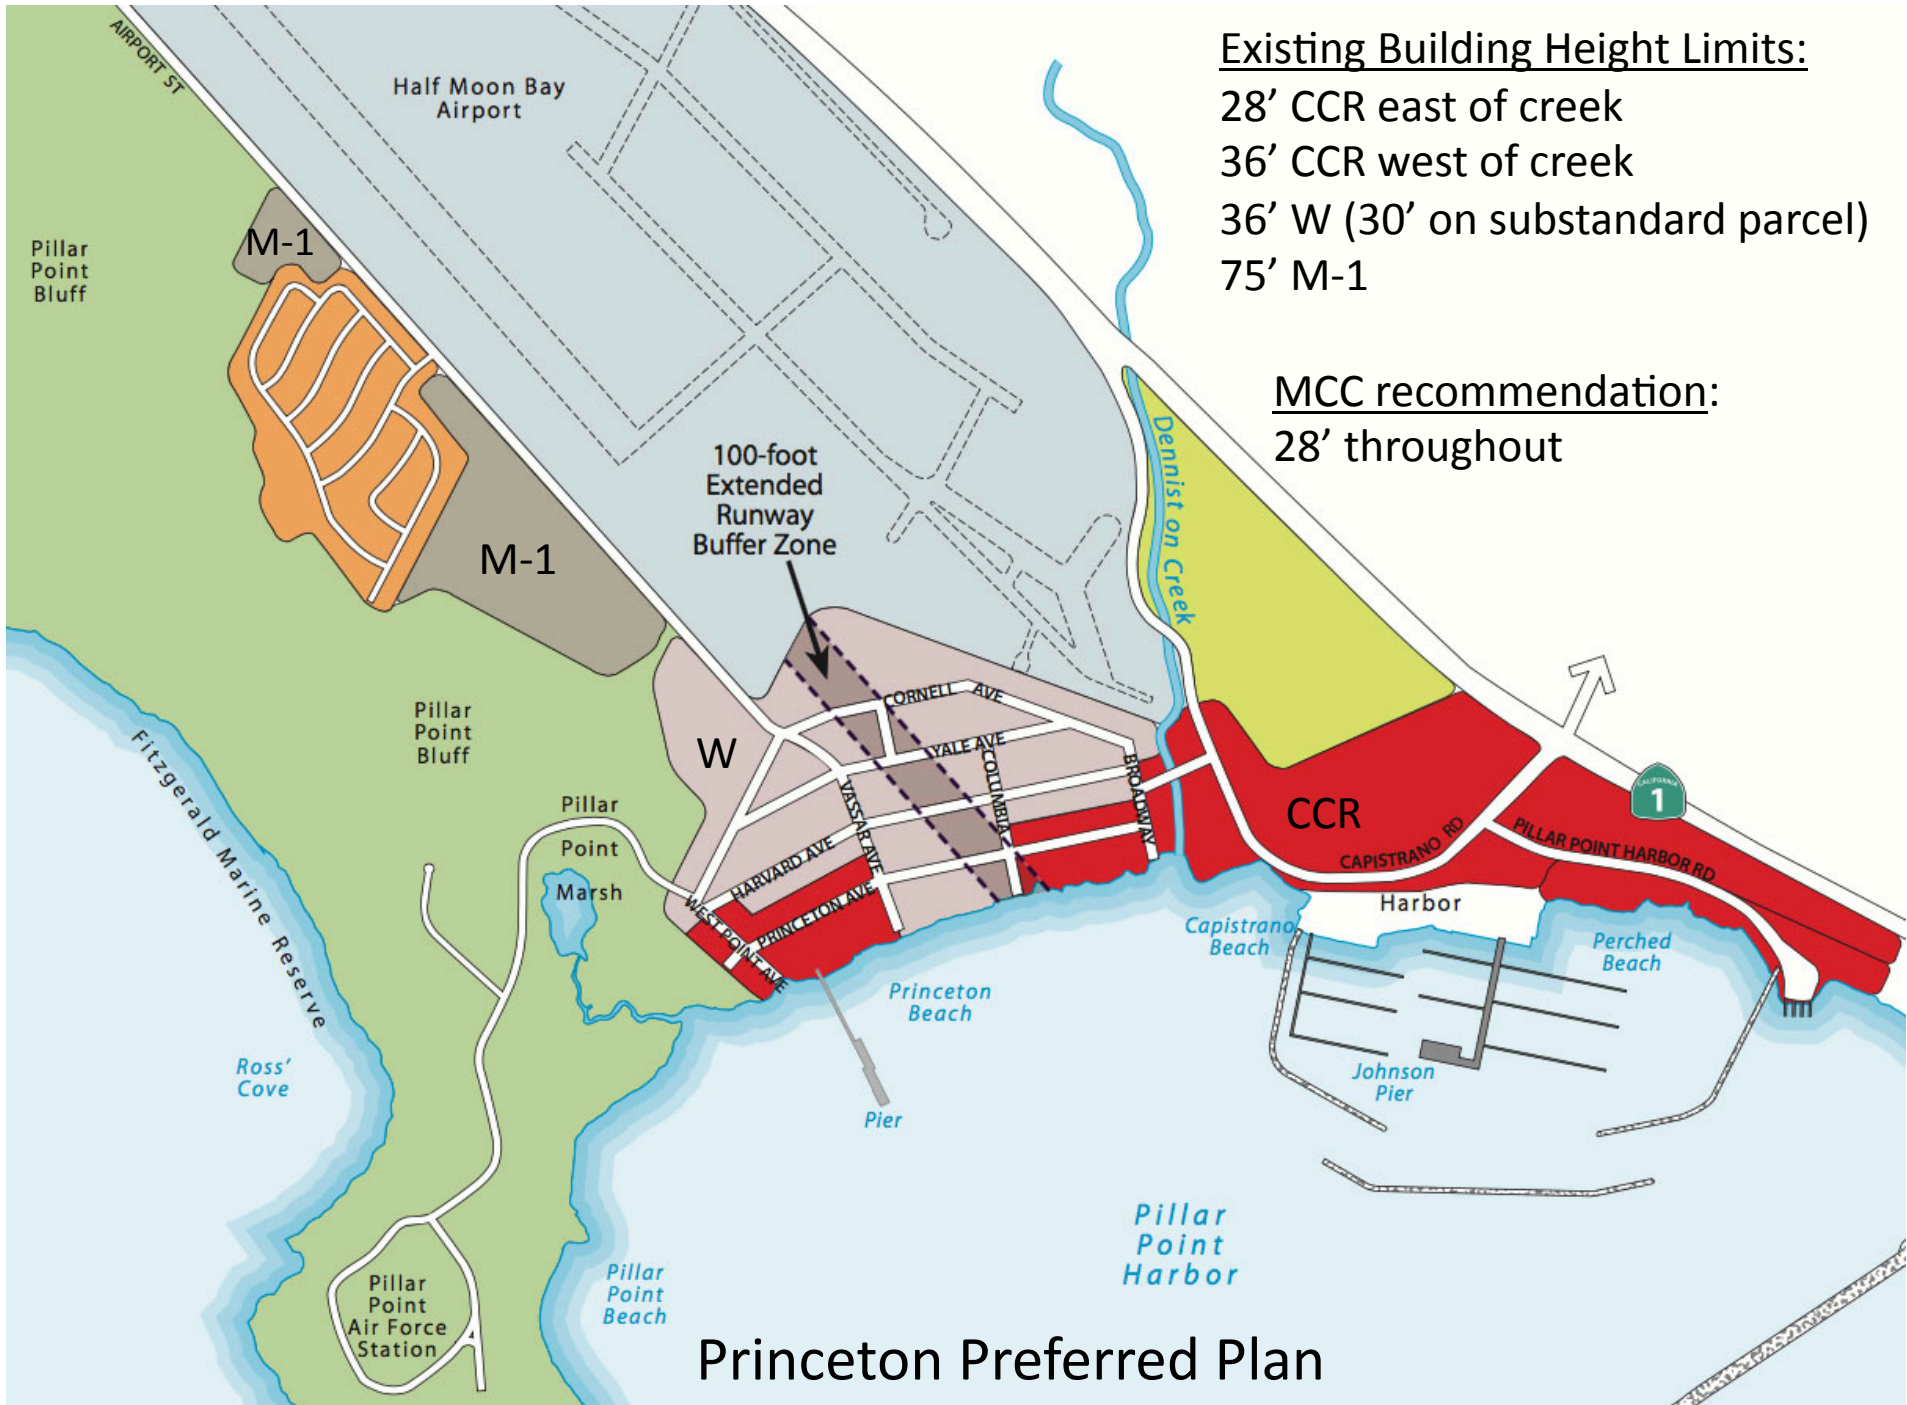 Existing Building Height Limits:
28’ CCR east of creek
36’ CCR west of creek
36’ W (30’ on substandard parcel)
75’ M-1
MCC recommendation:
28’ throughout
AIRPORT ST
Half Moon Bay
Airport
Pillar
Point
Bluff
M-1
M-1
100-foot
Extended
Runway
Buffer Zone
Dennist on Creek
Pillar
Point
Bluff
W
CORNELL AVE
YALE AVE
COLUMBIA
BROADWAY
VASSAR AVE
HARVARD AVE
PRINCETON AVE
WEST POINT AVE
CCR
CAPISTRANO RD
PILLAR POINT HARBOR RD
CALIFORNIA
1
Fitzgerald Marine Reserve
Pillar
Point
Marsh
Harbor
Capistrano
Beach
Perched
Beach
Princeton
Beach
Ross’
Cove
Johnson
Pier
Pier
Pillar
Point
Harbor
Pillar
Point
Beach
Pillar
Point
Air Force
Station
Princeton Preferred Plan